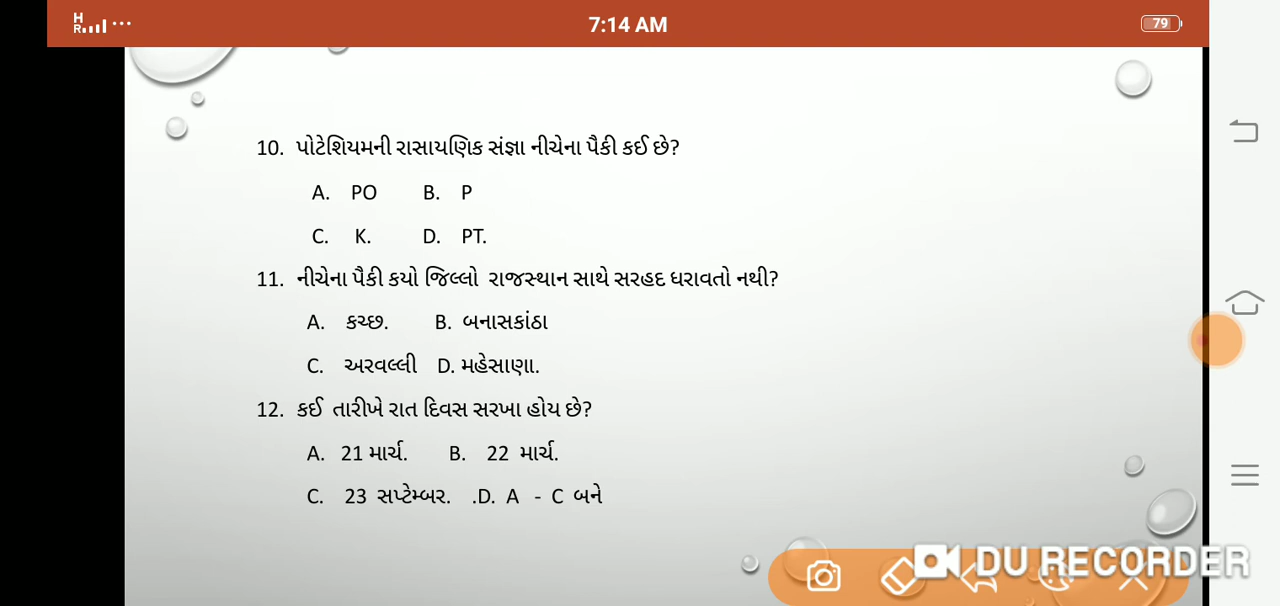 HR
7:14 AM
79
10. પોટેશિયમની રાસાયણિક સંજ્ઞા નીચેના પૈકી કઈ છે?
A. PO B. P
C. K. D. PT.
11. નીચેના પૈકી કયો જિલ્લો રાજસ્થાન સાથે સરહદ ધરાવતો નથી?
A. કચ્છ. B. બનાસકાંઠા
C. અરવલ્લી D. મહેસાણા.
12. કઈ તારીખે રાત દિવસ સરખા હોય છે?
A. 21 માર્ચ. B. 22 માર્ચ.
C. 23 સપ્ટેમ્બર. .D. A - C બને
DU RECORDER